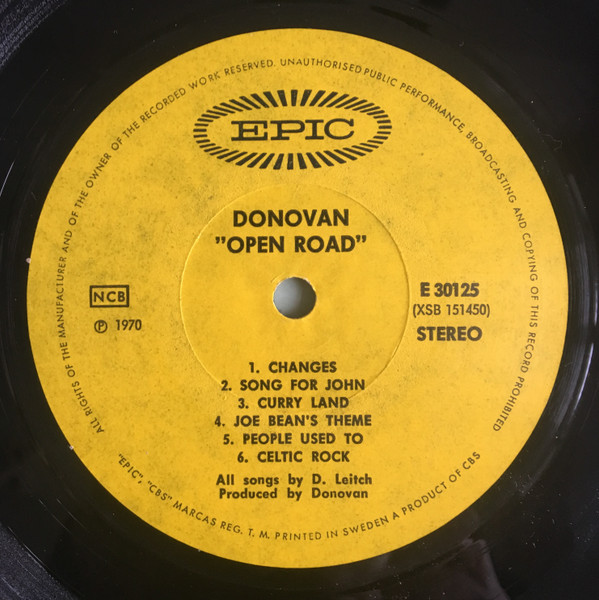 ALL RIGHTS OF THE MANUFACTURER AND OF THE OWNER OF THE RECORDED WORK RESERVED. UNAUTHORISED PUBLIC PERFORMANCE, BROADCASTING AND COPYING OF THIS RECORD PROHIBITED
EPIC
DONOVAN
"OPEN ROAD"
NCB
℗ 1970
E 30125
(XSB 151450)
STEREO
1. CHANGES
2. SONG FOR JOHN
3. CURRY LAND
4. JOE BEAN'S THEME
5. PEOPLE USED TO
6. CELTIC ROCK
All songs by D. Leitch
Produced by Donovan
"EPIC", "CBS" MARCAS REG. T. M. PRINTED IN SWEDEN A PRODUCT OF CBS